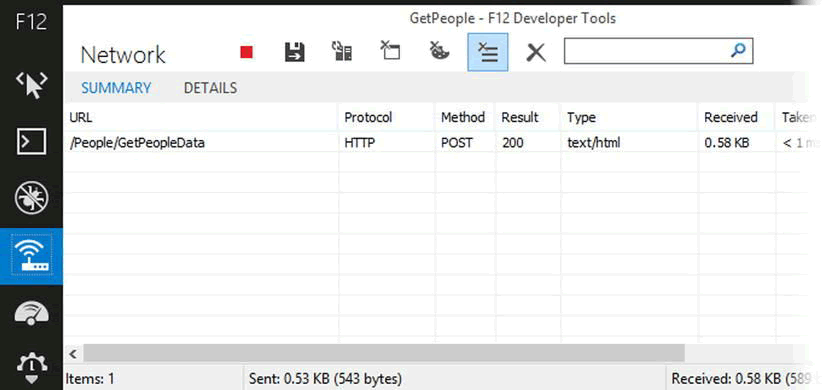 GetPeople - F12 Developer Tools
F12
Network
SUMMARY DETAILS
URL Protocol Method Result Type Received Taken
/People/GetPeopleData HTTP POST 200 text/html 0.58 KB < 1 ms
Items: 1 Sent: 0.53 KB (543 bytes) Received: 0.58 KB (589